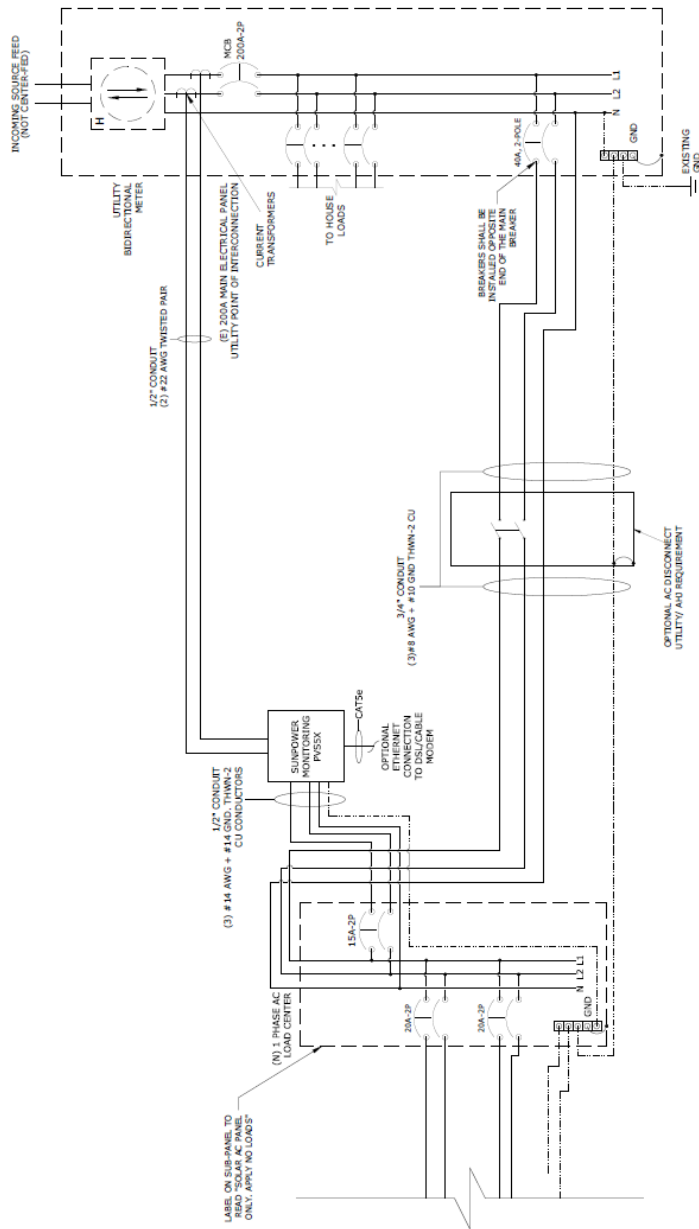 INCOMING SOURCE FEED
(NOT CENTER-FED)
H
UTILITY
BIDIRECTIONAL
METER
MCB
200A-2P
L1
L2
N
(E) 200A MAIN ELECTRICAL PANEL
UTILITY POINT OF INTERCONNECTION
CURRENT
TRANSFORMERS
TO HOUSE
LOADS
40A, 2-POLE
BREAKERS SHALL BE
INSTALLED OPPOSITE
END OF THE MAIN
BREAKER
GND
EXISTING
GND
1/2" CONDUIT
(2) #22 AWG TWISTED PAIR
3/4" CONDUIT
(3)#8 AWG + #10 GND THWN-2 CU
OPTIONAL AC DISCONNECT
UTILITY/ AHJ REQUIREMENT
SUNPOWER
MONITORING
PVS5X
CAT5e
OPTIONAL
ETHERNET
CONNECTION
TO DSL/CABLE
MODEM
1/2" CONDUIT
(3) #14 AWG + #14 GND. THWN-2
CU CONDUCTORS
15A-2P
(N) 1 PHASE AC
LOAD CENTER
N
L2
L1
20A-2P
20A-2P
GND
LABEL ON SUB-PANEL TO
READ "SOLAR AC PANEL
ONLY. APPLY NO LOADS".